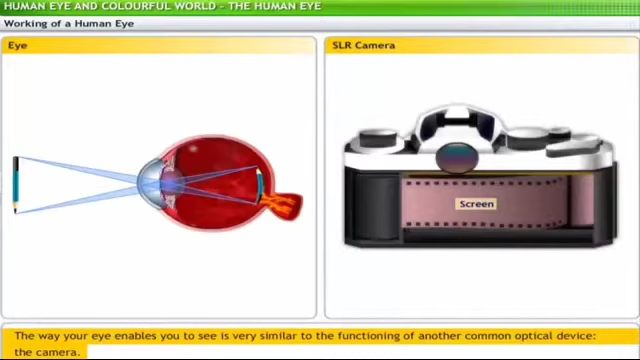 HUMAN EYE AND COLOURFUL WORLD – THE HUMAN EYE
Working of a Human Eye
Eye
SLR Camera
Screen
The way your eye enables you to see is very similar to the functioning of another common optical device:
the camera.